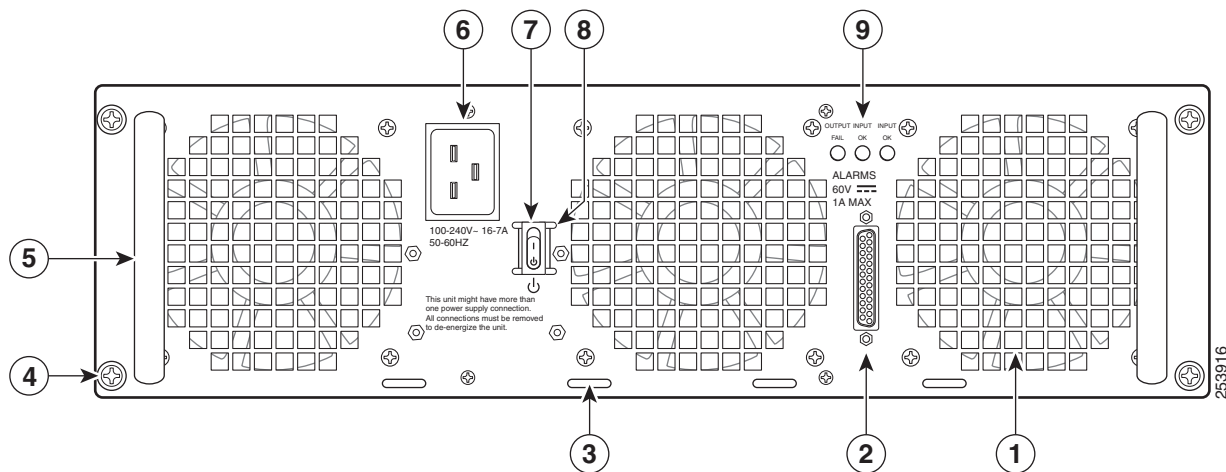 6
7
8
9
OUTPUT INPUT INPUT
FAIL OK OK
ALARMS
60V
1A MAX
100-240V~ 16-7A
50-60HZ
This unit might have more than
one power supply connection.
All connections must be removed
to de-energize the unit.
5
4
3
2
1
253916